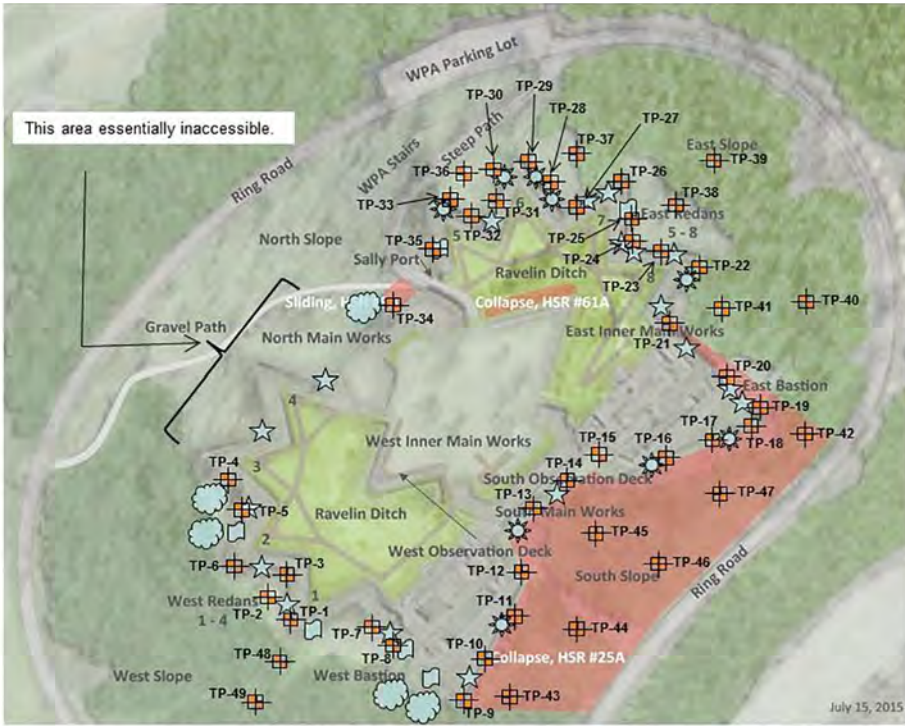 WPA Parking Lot
TP-30
TP-29
TP-28
TP-37
TP-27
This area essentially inaccessible.
Ring Road
WPA Stairs
Steep Path
East Slope
TP-39
TP-36
TP-26
TP-33
TP-38
6
TP-31
7
East Redans
5 - 8
North Slope
5
TP-32
TP-25
TP-35
TP-24
Sally Port
Ravelin Ditch
8
TP-22
TP-23
Sliding, H
Collapse, HSR #61A
TP-40
TP-41
TP-34
Gravel Path
North Main Works
East Inner Main Works
TP-21
TP-20
East Bastion
4
TP-19
West Inner Main Works
TP-17
TP-18
TP-42
TP-15
TP-16
3
TP-4
TP-14
South Observation Deck
TP-47
TP-13
South Main Works
TP-5
Ravelin Ditch
TP-45
2
West Observation Deck
TP-6
TP-3
TP-12
South Slope
TP-46
Ring Road
West Redans
1
1 - 4
TP-2
TP-1
TP-11
TP-7
TP-44
TP-8
TP-10
Collapse, HSR #25A
TP-48
West Slope
West Bastion
TP-49
TP-9
TP-43
July 15, 2015